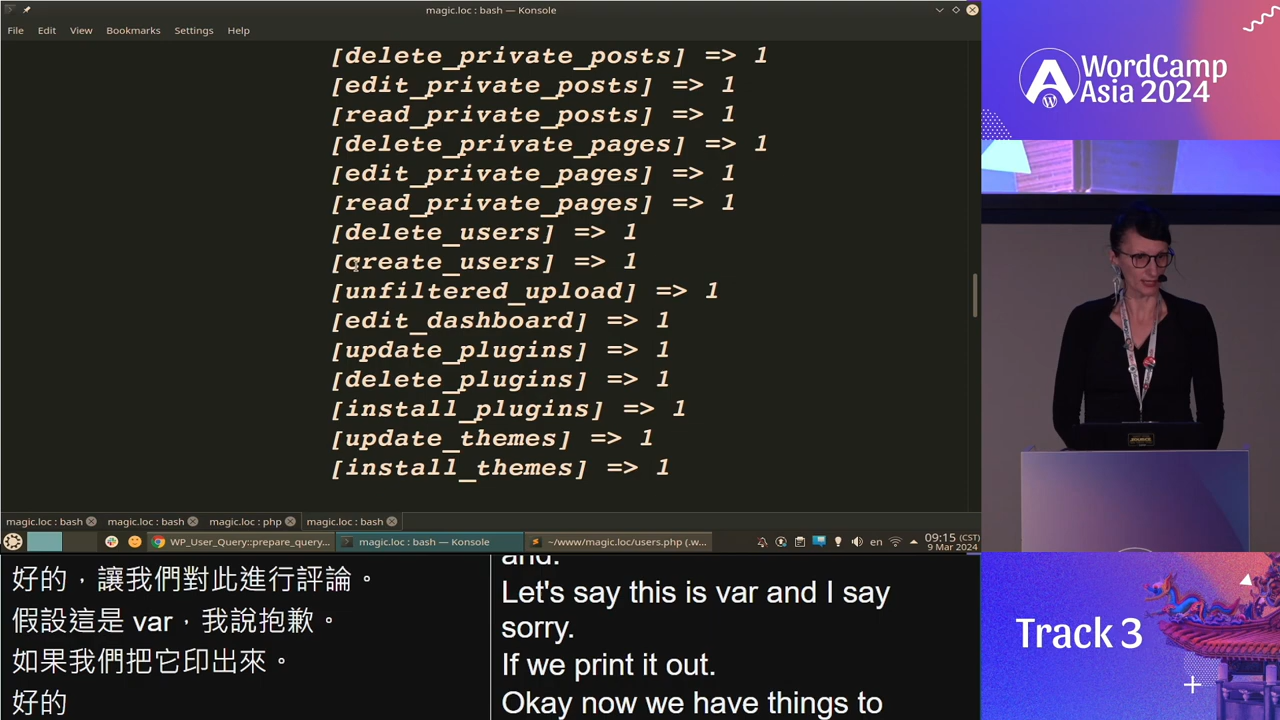 magic.loc : bash — Konsole
File Edit View Bookmarks Settings Help
[delete_private_posts] => 1
[edit_private_posts] => 1
[read_private_posts] => 1
[delete_private_pages] => 1
[edit_private_pages] => 1
[read_private_pages] => 1
[delete_users] => 1
[create_users] => 1
[unfiltered_upload] => 1
[edit_dashboard] => 1
[update_plugins] => 1
[delete_plugins] => 1
[install_plugins] => 1
[update_themes] => 1
[install_themes] => 1
magic.loc : bash magic.loc : bash magic.loc : php magic.loc : bash
WP_User_Query::prepare_query... magic.loc : bash — Konsole ~/www/magic.loc/users.php (.w... en 09:15 (CST)
9 Mar 2024
WordCamp
Asia 2024
好的，讓我們對此進行評論。
假設這是 var，我說抱歉。
如果我們把它印出來。
好的
and.
Let's say this is var and I say
sorry.
If we print it out.
Okay now we have things to
Track 3